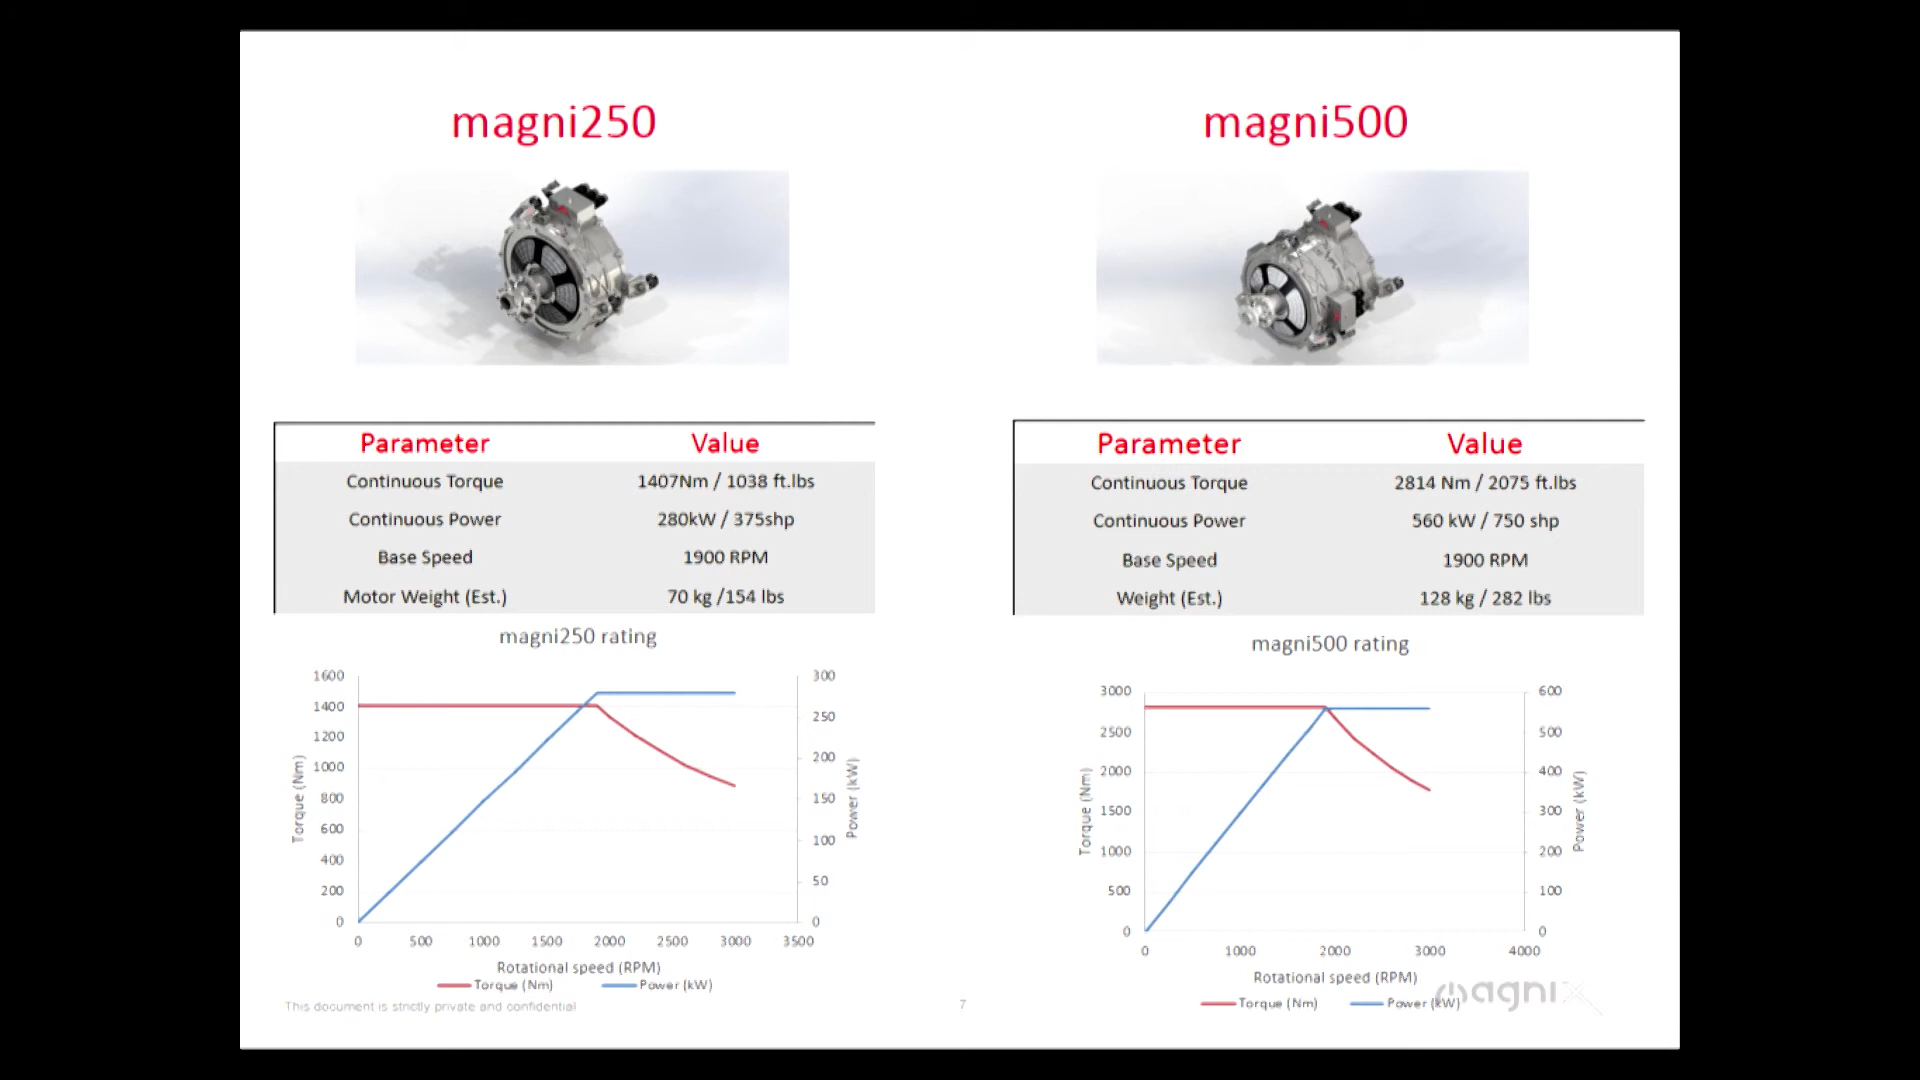 magni250
magni500
Parameter Value
Continuous Torque 1407Nm / 1038 ft.lbs
Continuous Power 280kW / 375shp
Base Speed 1900 RPM
Motor Weight (Est.) 70 kg /154 lbs
Parameter Value
Continuous Torque 2814 Nm / 2075 ft.lbs
Continuous Power 560 kW / 750 shp
Base Speed 1900 RPM
Weight (Est.) 128 kg / 282 lbs
magni250 rating
1600
1400
1200
1000
800
600
400
200
0
Torque (Nm)
300
250
200
150
100
50
0
Power (kW)
0 500 1000 1500 2000 2500 3000 3500
Rotational speed (RPM)
Torque (Nm) Power (kW)
magni500 rating
3000
2500
2000
1500
1000
500
0
Torque (Nm)
600
500
400
300
200
100
0
Power (kW)
0 1000 2000 3000 4000
Rotational speed (RPM)
Torque (Nm) Power (kW)
This document is strictly private and confidential
7
magniX